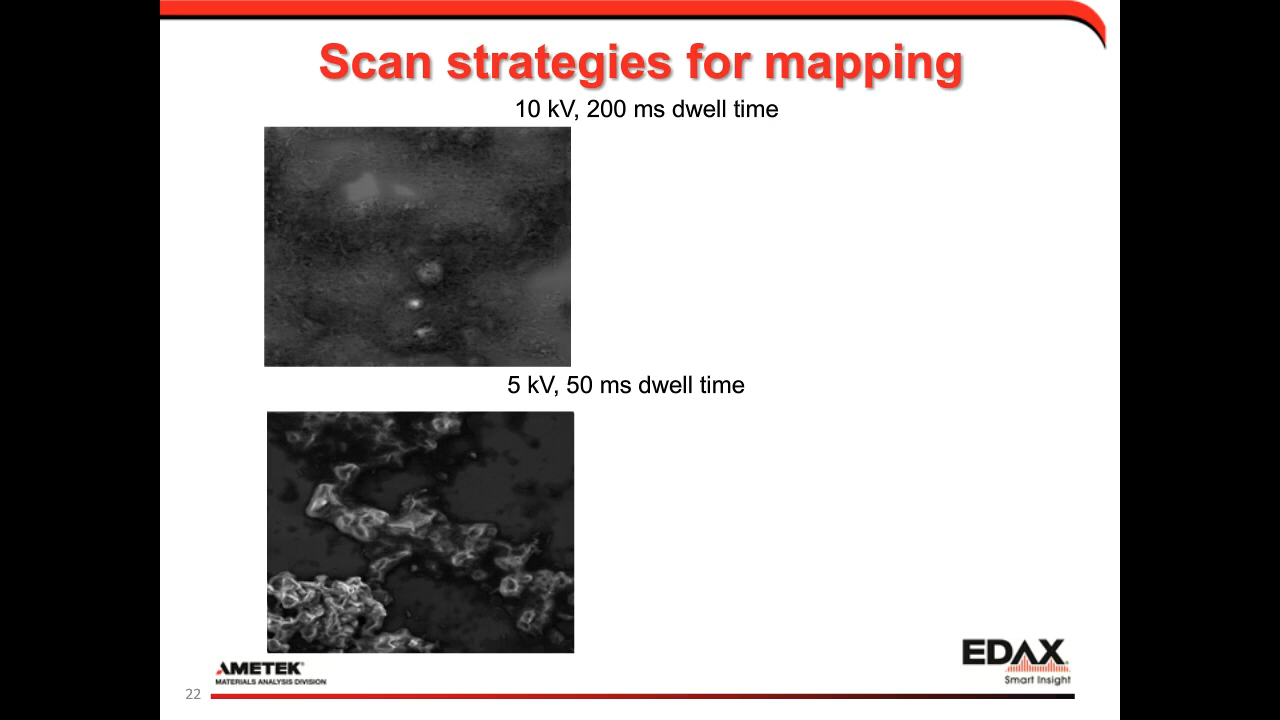 Scan strategies for mapping
10 kV, 200 ms dwell time
5 kV, 50 ms dwell time
AMETEK®
MATERIALS ANALYSIS DIVISION
EDAX
Smart Insight
22